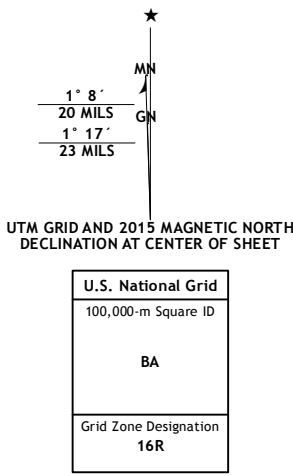 ★
MN
1° 8´
20 MILS
GN
1° 17´
23 MILS
UTM GRID AND 2015 MAGNETIC NORTH
DECLINATION AT CENTER OF SHEET
U.S. National Grid
100,000-m Square ID
BA
Grid Zone Designation
16R